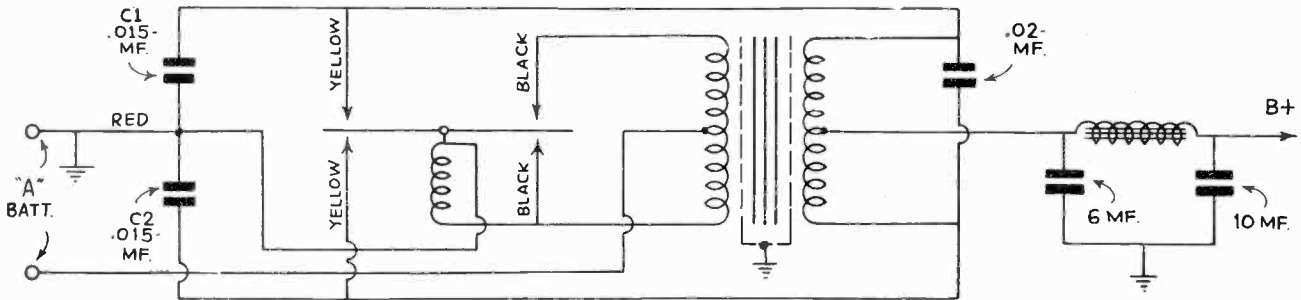 C1
.015-
MF.
RED
"A"
BATT.
C2
.015-
MF.
YELLOW
YELLOW
BLACK
BLACK
.02-
MF.
B+
6 MF.
10 MF.